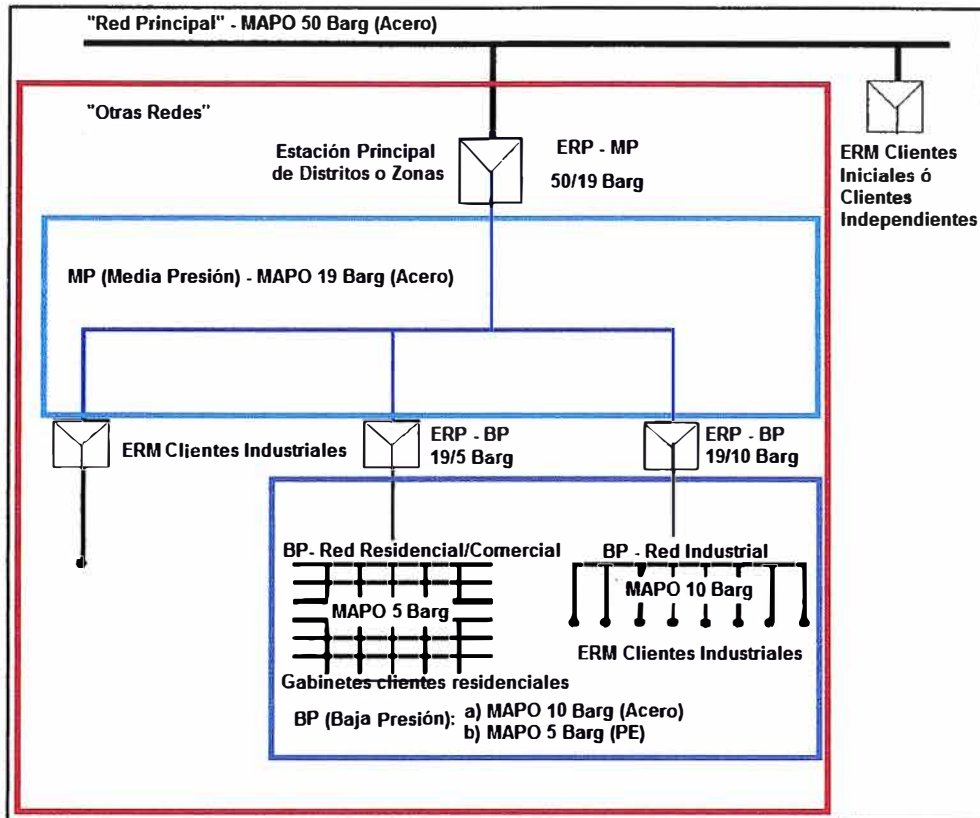 "Red Principal" - MAPO 50 Barg (Acero)
"Otras Redes"
Estación Principal
de Distritos o Zonas
ERP - MP
50/19 Barg
ERM Clientes
Iniciales ó
Clientes
Independientes
MP (Media Presión) - MAPO 19 Barg (Acero)
ERM Clientes Industriales
ERP - BP
19/5 Barg
ERP - BP
19/10 Barg
BP- Red Residencial/Comercial
MAPO 5 Barg
Gabinetes clientes residenciales
BP - Red Industrial
MAPO 10 Barg
ERM Clientes Industriales
BP (Baja Presión): a) MAPO 10 Barg (Acero)
b) MAPO 5 Barg (PE)